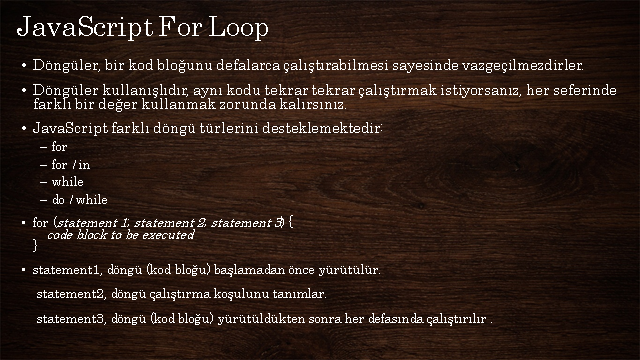 JavaScript For Loop
• Döngüler, bir kod bloğunu defalarca çalıştırabilmesi sayesinde vazgeçilmezdirler.
• Döngüler kullanışlıdır, aynı kodu tekrar tekrar çalıştırmak istiyorsanız, her seferinde
farklı bir değer kullanmak zorunda kalırsınız.
• JavaScript farklı döngü türlerini desteklemektedir:
– for
– for / in
– while
– do / while
• for (statement 1; statement 2; statement 3) {
code block to be executed
}
• statement1, döngü (kod bloğu) başlamadan önce yürütülür.
statement2, döngü çalıştırma koşulunu tanımlar.
statement3, döngü (kod bloğu) yürütüldükten sonra her defasında çalıştırılır .